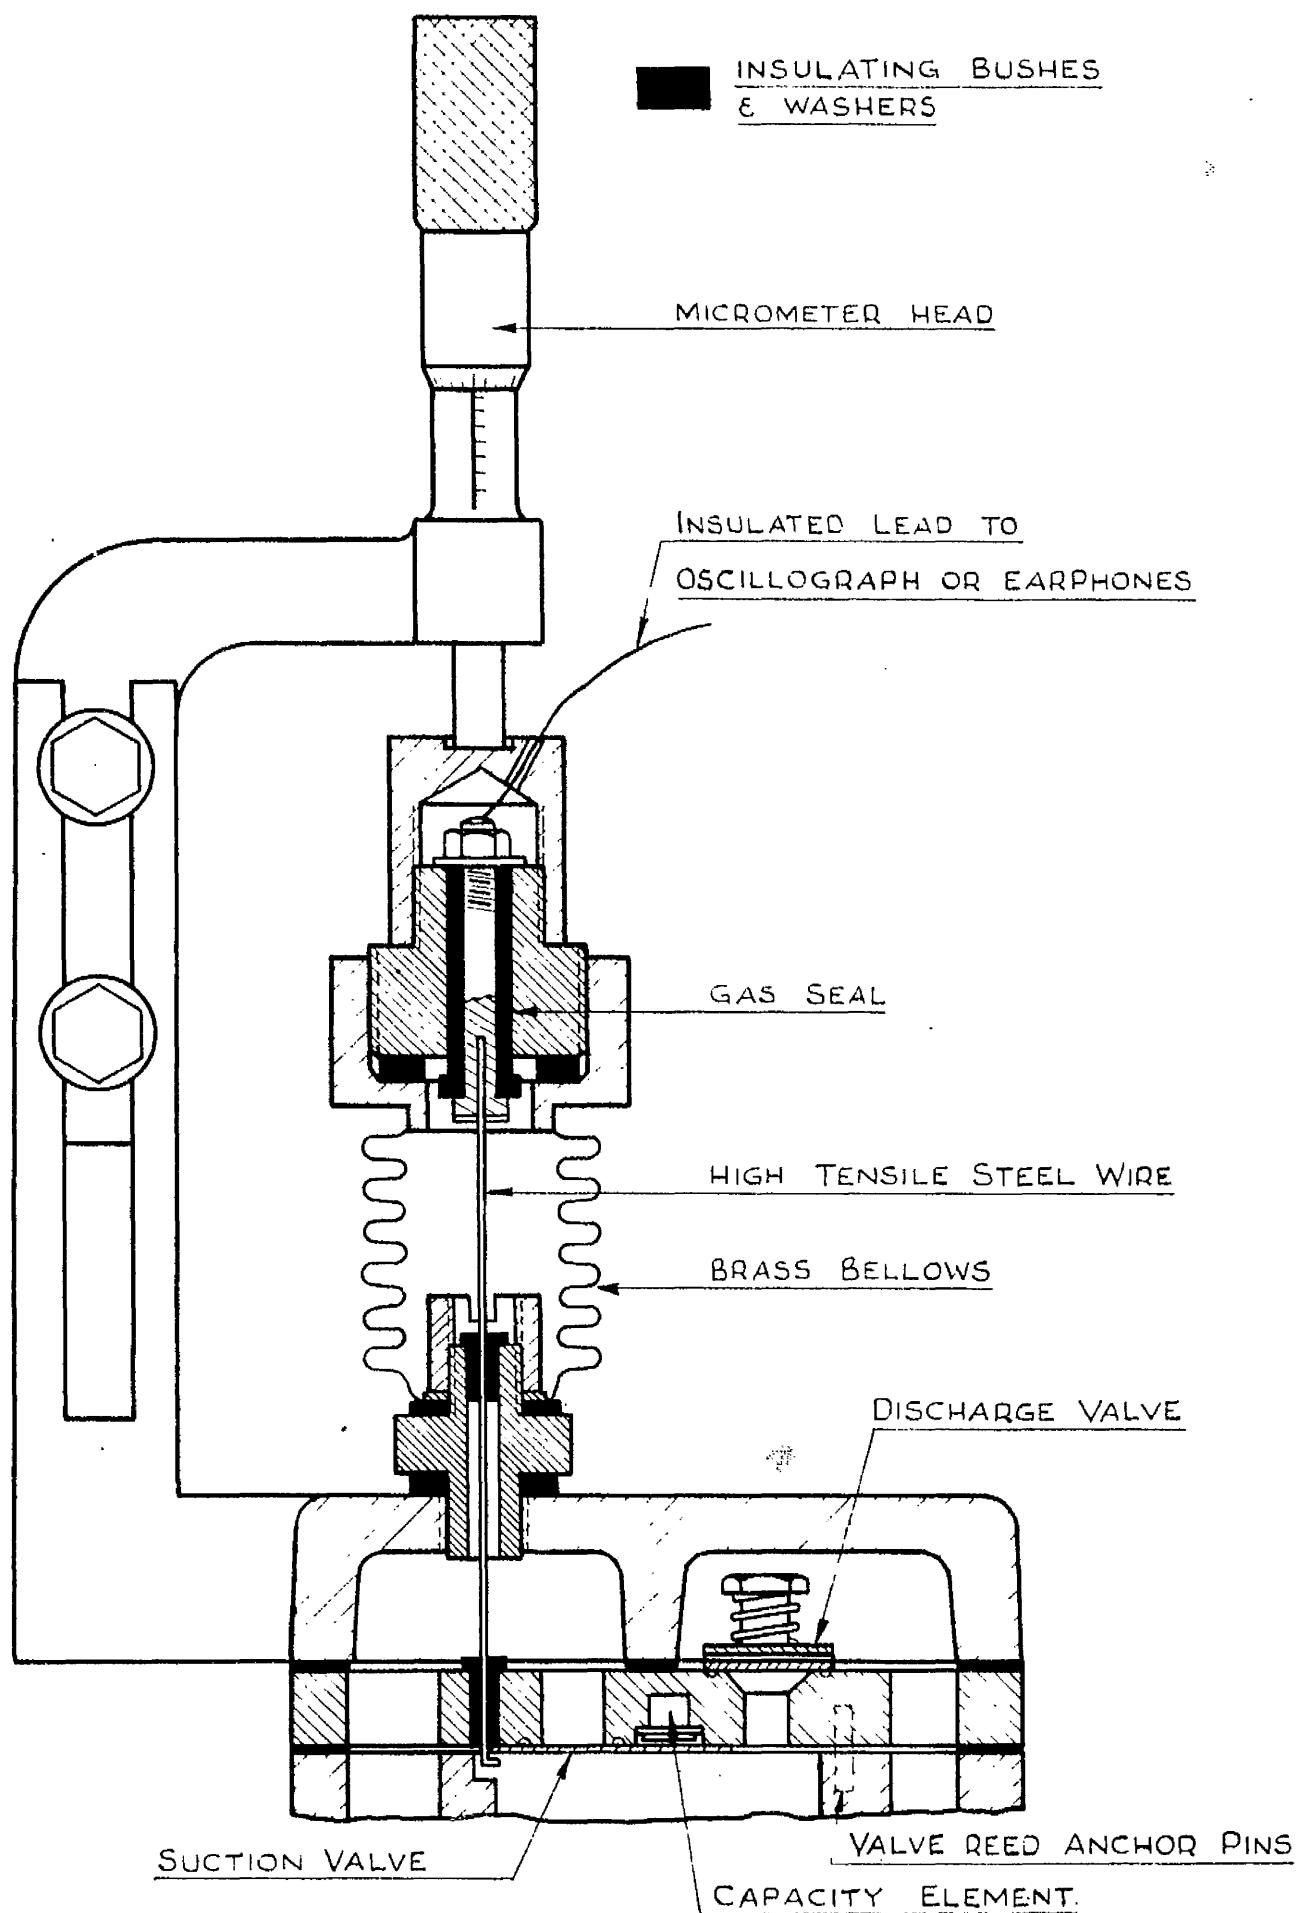 INSULATING BUSHES
& WASHERS
MICROMETER HEAD
INSULATED LEAD TO
OSCILLOGRAPH OR EARPHONES
GAS SEAL
HIGH TENSILE STEEL WIRE
BRASS BELLOWS
DISCHARGE VALVE
SUCTION VALVE
VALVE REED ANCHOR PINS
CAPACITY ELEMENT.